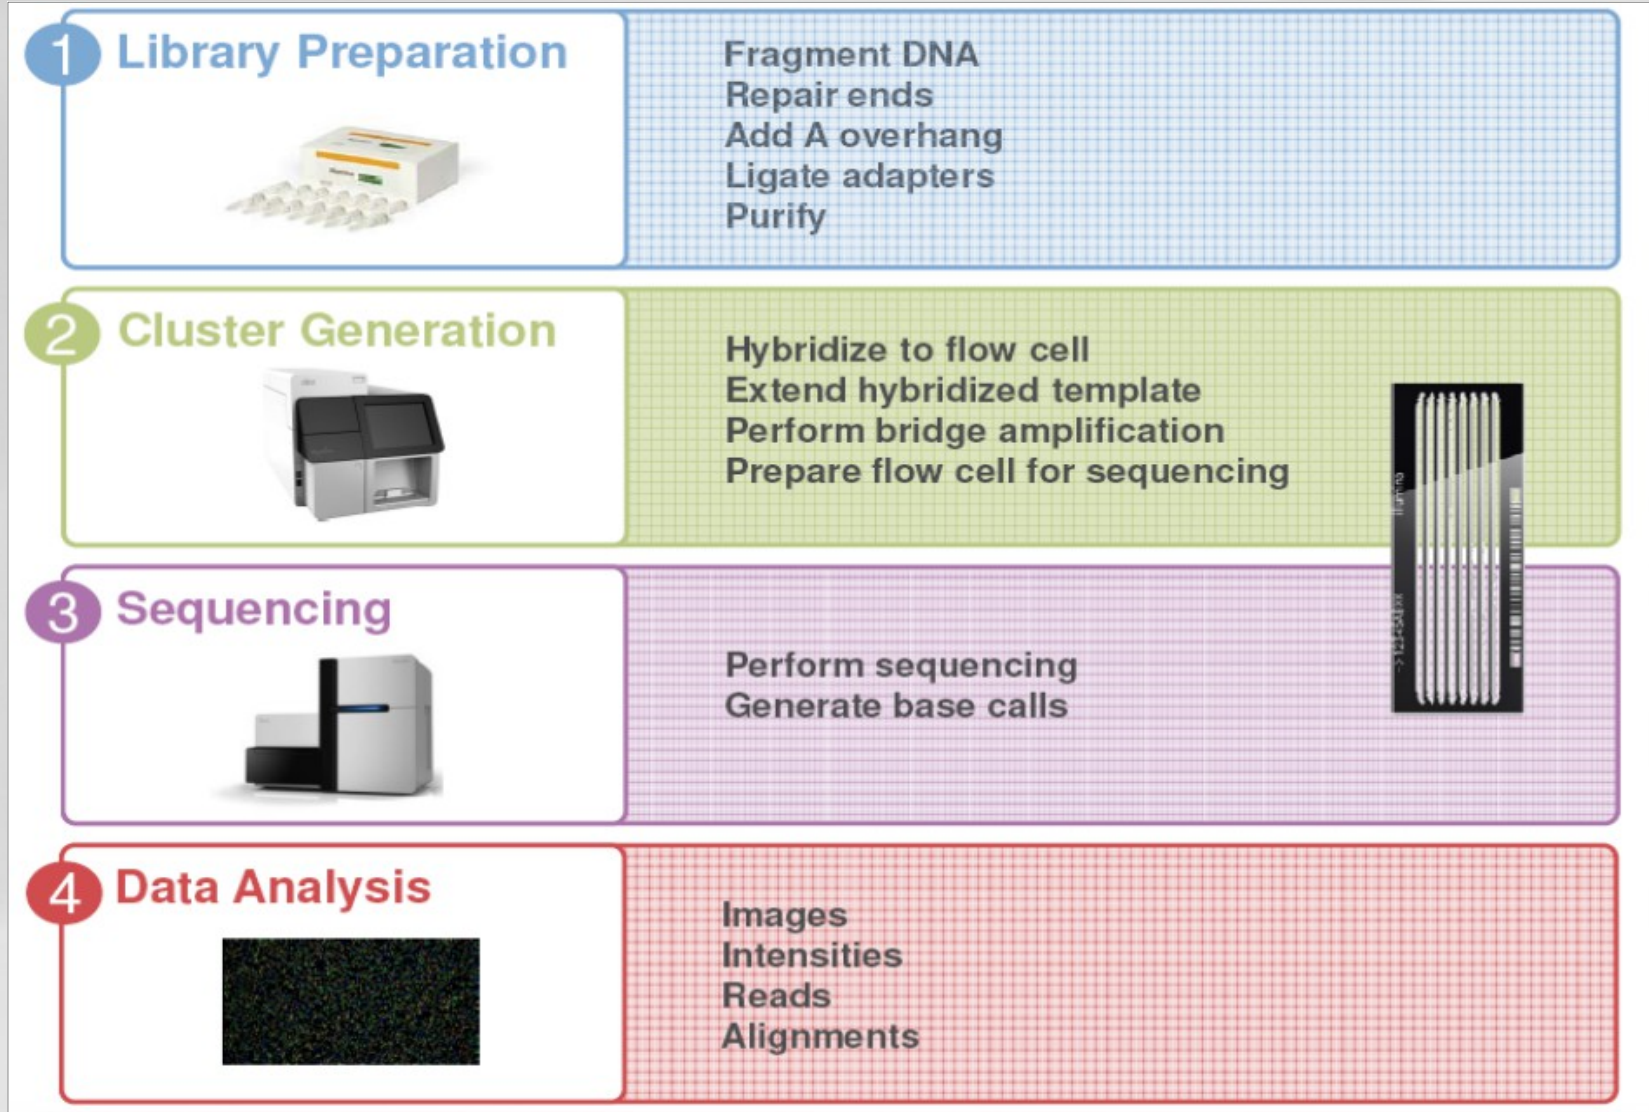 1 Library Preparation
Fragment DNA
Repair ends
Add A overhang
Ligate adapters
Purify
2 Cluster Generation
Hybridize to flow cell
Extend hybridized template
Perform bridge amplification
Prepare flow cell for sequencing
illumina
3 Sequencing
Perform sequencing
Generate base calls
4 Data Analysis
Images
Intensities
Reads
Alignments